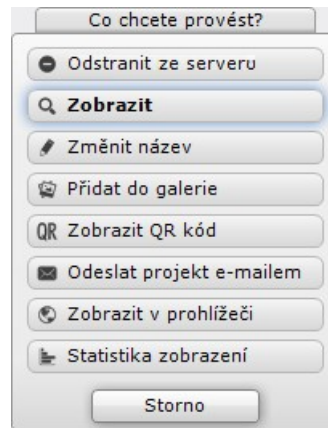 Co chcete provést?
Odstranit ze serveru
Zobrazit
Změnit název
Přidat do galerie
QR Zobrazit QR kód
Odeslat projekt e-mailem
Zobrazit v prohlížeči
Statistika zobrazení
Storno